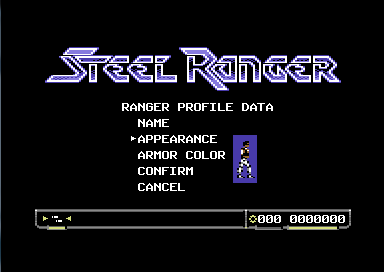 STEEL RANGER
RANGER PROFILE DATA
NAME
APPEARANCE
ARMOR COLOR
CONFIRM
CANCEL
000 0000000